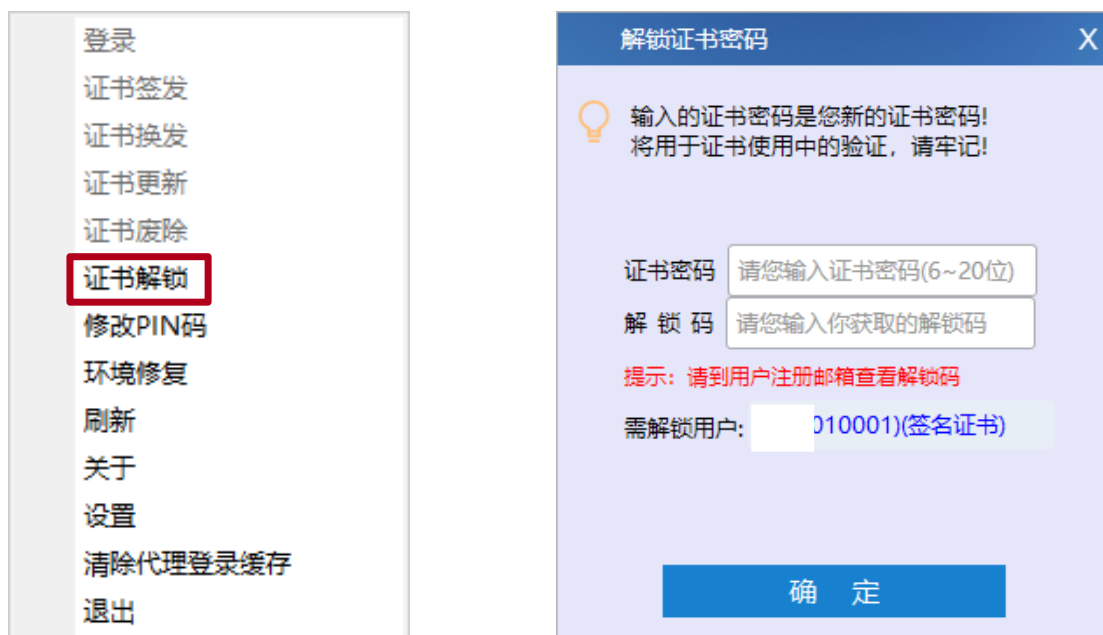 登录
证书签发
证书换发
证书更新
证书废除
证书解锁
修改PIN码
环境修复
刷新
关于
设置
清除代理登录缓存
退出
解锁证书密码 X
输入的证书密码是您新的证书密码!
将用于证书使用中的验证，请牢记!
证书密码 请您输入证书密码(6~20位)
解 锁 码 请您输入你获取的解锁码
提示：请到用户注册邮箱查看解锁码
需解锁用户: 010001)(签名证书)
确 定